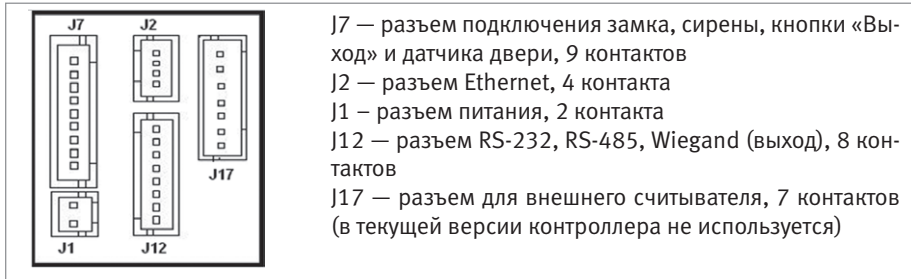 J7
J2
J17
J1
J12
J7 — разъем подключения замка, сирены, кнопки «Вы-
ход» и датчика двери, 9 контактов
J2 — разъем Ethernet, 4 контакта
J1 – разъем питания, 2 контакта
J12 — разъем RS-232, RS-485, Wiegand (выход), 8 кон-
тактов
J17 — разъем для внешнего считывателя, 7 контактов
(в текущей версии контроллера не используется)